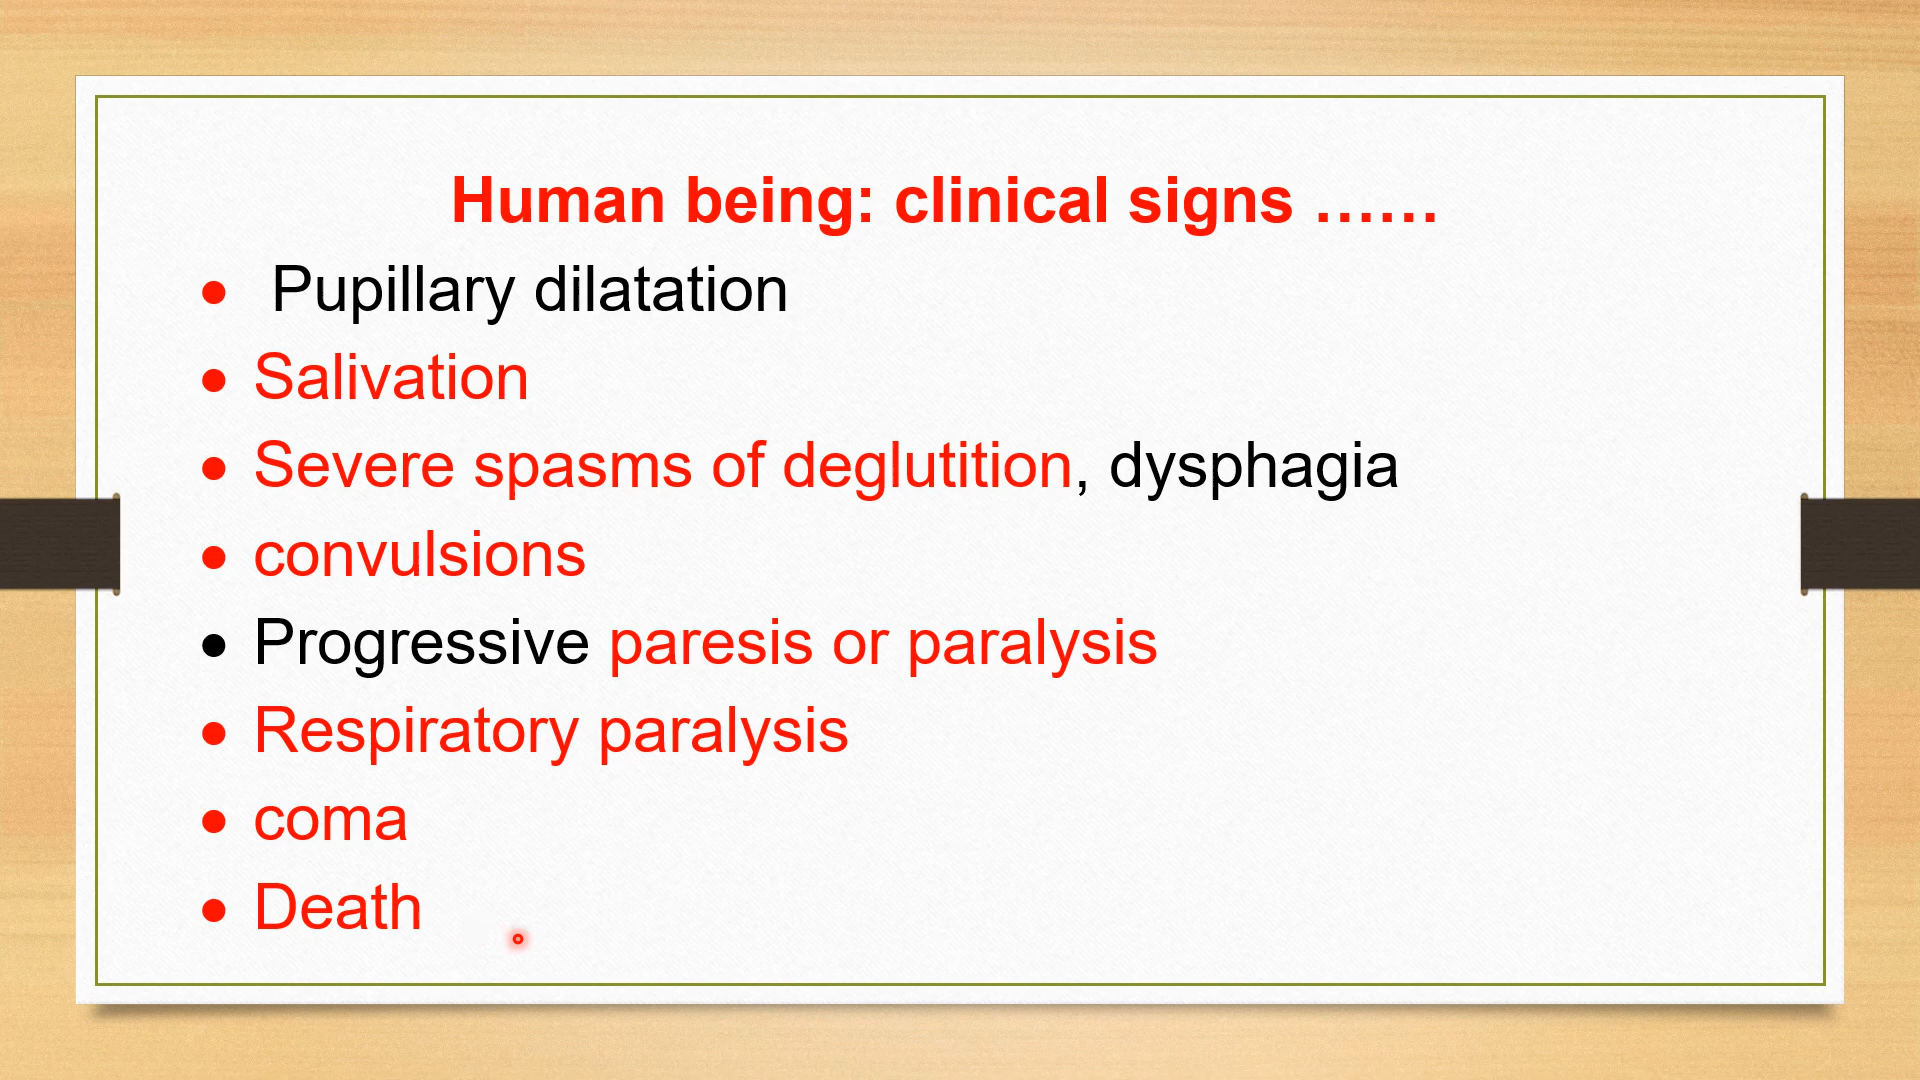 Human being: clinical signs ……
• Pupillary dilatation
• Salivation
• Severe spasms of deglutition, dysphagia
• convulsions
• Progressive paresis or paralysis
• Respiratory paralysis
• coma
• Death